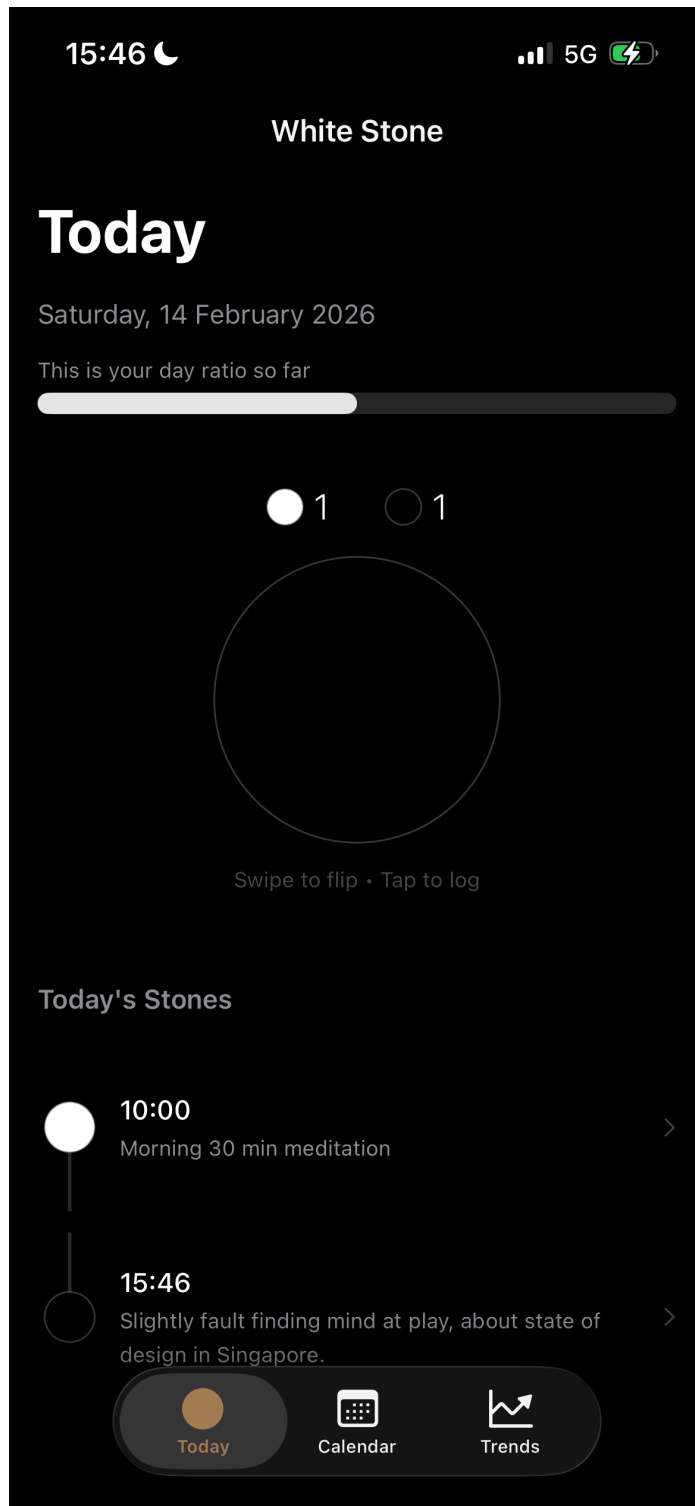 15:46
5G
White Stone
Today
Saturday, 14 February 2026
This is your day ratio so far
1 1
Swipe to flip • Tap to log
Today's Stones
10:00
Morning 30 min meditation
15:46
Slightly fault finding mind at play, about state of
design in Singapore.
Today Calendar Trends